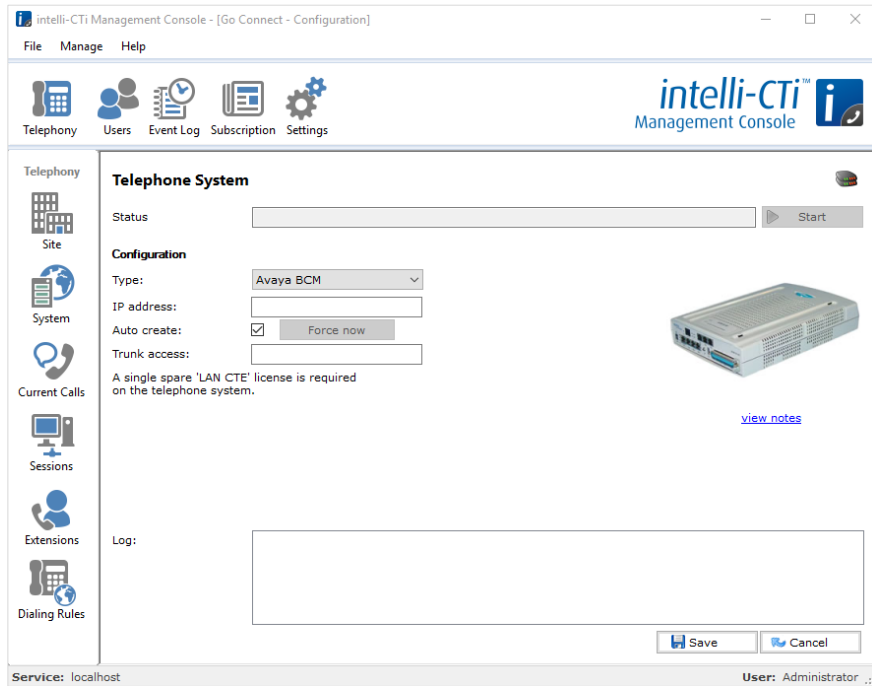 intelli-CTi Management Console - [Go Connect - Configuration]
File Manage Help
Telephony Users Event Log Subscription Settings
intelli-CTi™
Management Console
Telephony
Site
System
Current Calls
Sessions
Extensions
Dialing Rules
Telephone System
Status
Start
Configuration
Type: Avaya BCM
IP address:
Auto create: Force now
Trunk access:
A single spare 'LAN CTE' license is required
on the telephone system.
view notes
Log:
Save Cancel
Service: localhost User: Administrator